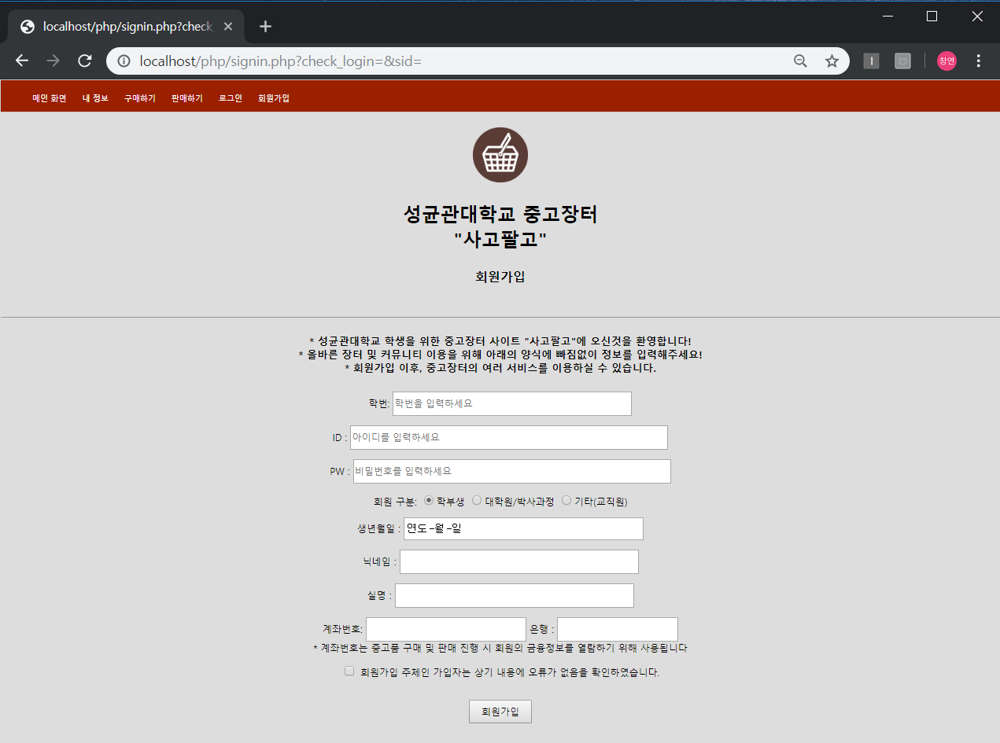 localhost/php/signin.php?check_
localhost/php/signin.php?check_login=&sid=
창연
메인 화면 내 정보 구매하기 판매하기 로그인 회원가입
성균관대학교 중고장터
"사고팔고"
회원가입
* 성균관대학교 학생을 위한 중고장터 사이트 "사고팔고"에 오신것을 환영합니다!
* 올바른 장터 및 커뮤니티 이용을 위해 아래의 양식에 빠짐없이 정보를 입력해주세요!
* 회원가입 이후, 중고장터의 여러 서비스를 이용하실 수 있습니다.
학번: 학번을 입력하세요
ID : 아이디를 입력하세요
PW : 비밀번호를 입력하세요
회원 구분: 학부생 대학원/박사과정 기타(교직원)
생년월일 : 연도-월-일
닉네임 :
실명 :
계좌번호: 은행 :
* 계좌번호는 중고품 구매 및 판매 진행 시 회원의 금융정보를 열람하기 위해 사용됩니다
회원가입 주체인 가입자는 상기 내용에 오류가 없음을 확인하였습니다.
회원가입